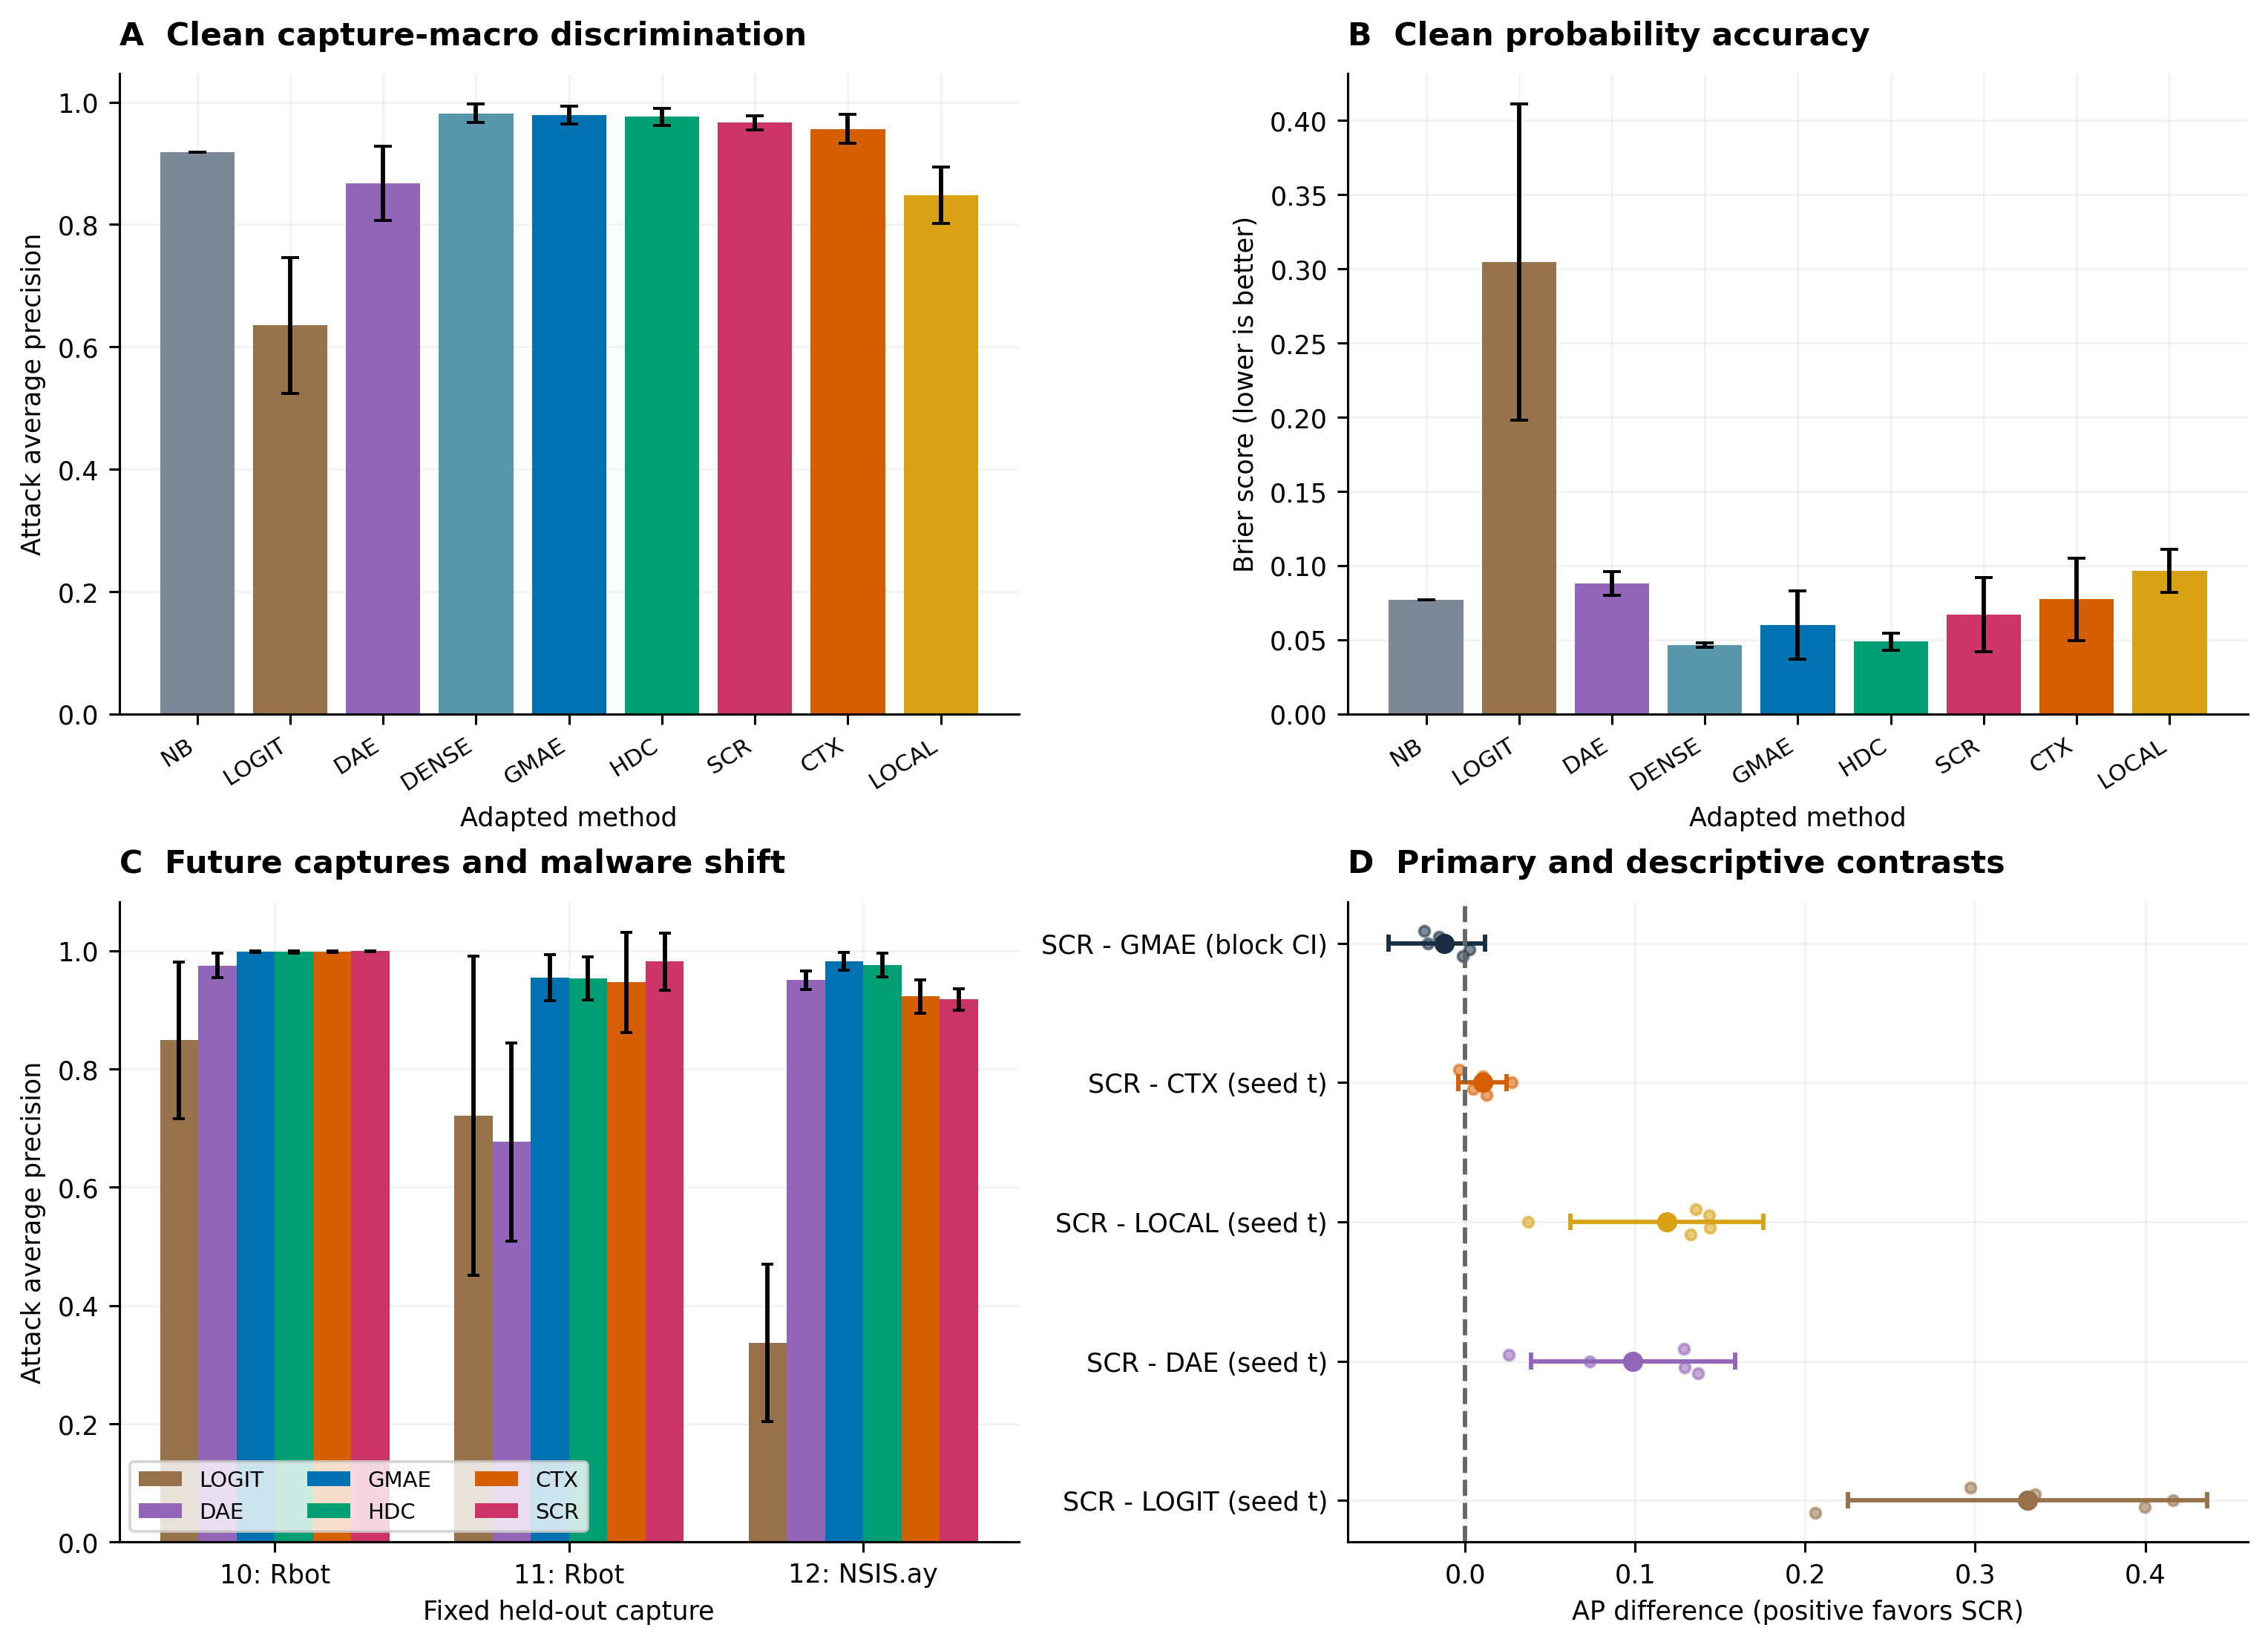 A Clean capture-macro discrimination
Attack average precision
1.0
0.8
0.6
0.4
0.2
0.0
NB
LOGIT
DAE
DENSE
GMAE
HDC
SCR
CTX
LOCAL
Adapted method
B Clean probability accuracy
Brier score (lower is better)
0.40
0.35
0.30
0.25
0.20
0.15
0.10
0.05
0.00
NB
LOGIT
DAE
DENSE
GMAE
HDC
SCR
CTX
LOCAL
Adapted method
C Future captures and malware shift
Attack average precision
1.0
0.8
0.6
0.4
0.2
0.0
LOGIT
DAE
GMAE
HDC
CTX
SCR
10: Rbot
11: Rbot
12: NSIS.ay
Fixed held-out capture
D Primary and descriptive contrasts
SCR - GMAE (block CI)
SCR - CTX (seed t)
SCR - LOCAL (seed t)
SCR - DAE (seed t)
SCR - LOGIT (seed t)
0.0
0.1
0.2
0.3
0.4
AP difference (positive favors SCR)